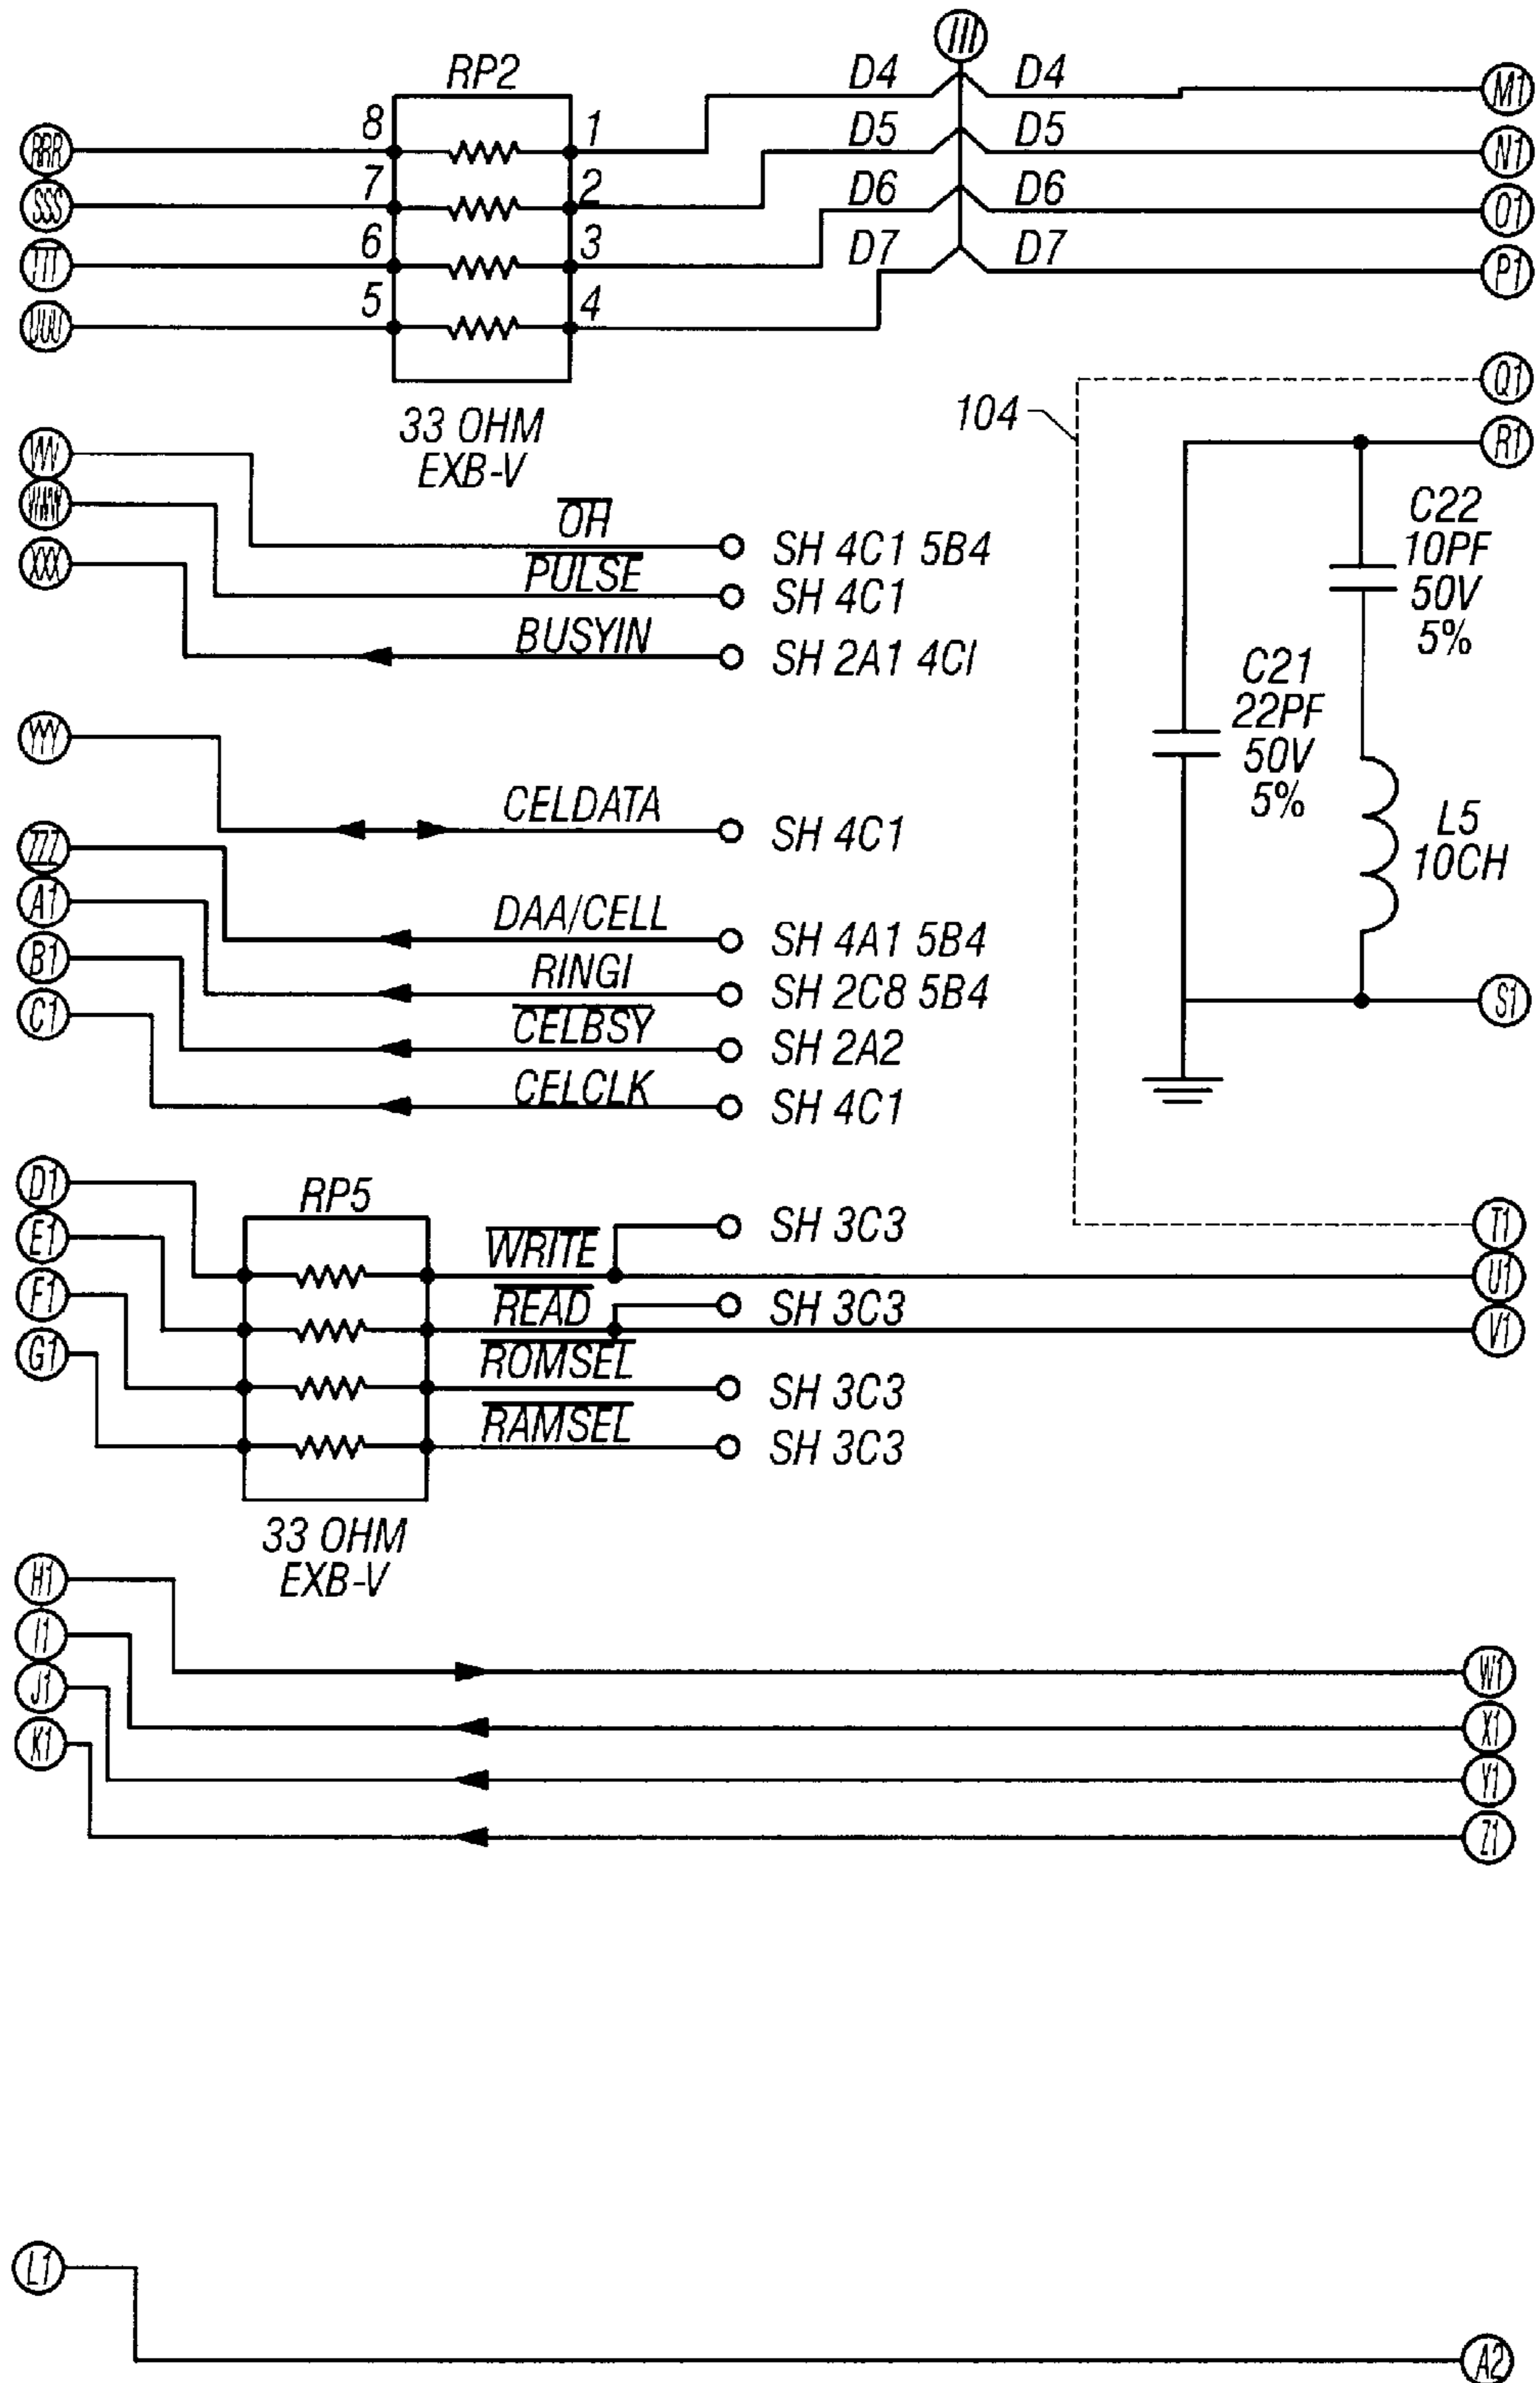 III
RP2
D4 D4
M1
8 1
RRR
D5 D5
N1
7 2
SSS
D6 D6
O1
6 3
TTT
D7 D7
P1
5 4
UUU
33 OHM
EXB-V
104
Q1
R1
VVV
WWW
XXX
OH
SH 4C1 5B4
PULSE
SH 4C1
BUSYIN
SH 2A1 4CI
C22
10PF
50V
5%
C21
22PF
50V
5%
L5
10CH
S1
YYY
CELDATA
SH 4C1
ZZZ
A1
B1
C1
DAA/CELL
SH 4A1 5B4
RINGI
SH 2C8 5B4
CELBSY
SH 2A2
CELCLK
SH 4C1
D1
E1
F1
G1
RP5
WRITE
SH 3C3
READ
SH 3C3
ROMSEL
SH 3C3
RAMSEL
SH 3C3
T1
U1
V1
33 OHM
EXB-V
H1
I1
J1
K1
W1
X1
Y1
Z1
L1
A2